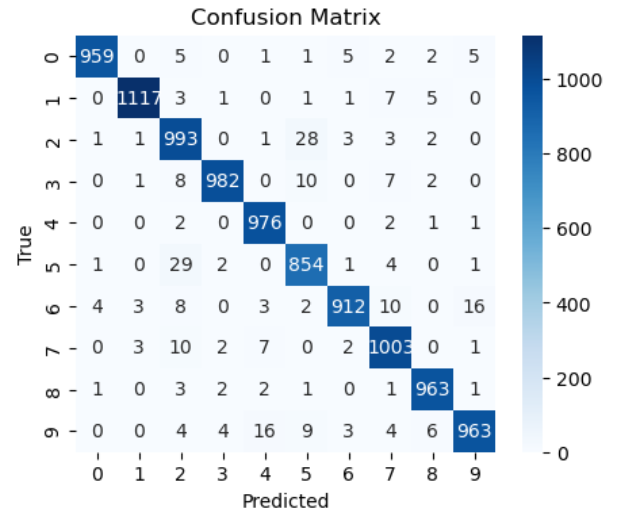 Confusion Matrix
True
0 959 0 5 0 1 1 5 2 2 5
1 0 1117 3 1 0 1 1 7 5 0
2 1 1 993 0 1 28 3 3 2 0
3 0 1 8 982 0 10 0 7 2 0
4 0 0 2 0 976 0 0 2 1 1
5 1 0 29 2 0 854 1 4 0 1
6 4 3 8 0 3 2 912 10 0 16
7 0 3 10 2 7 0 2 1003 0 1
8 1 0 3 2 2 1 0 1 963 1
9 0 0 4 4 16 9 3 4 6 963
0 1 2 3 4 5 6 7 8 9
Predicted
1000
800
600
400
200
0